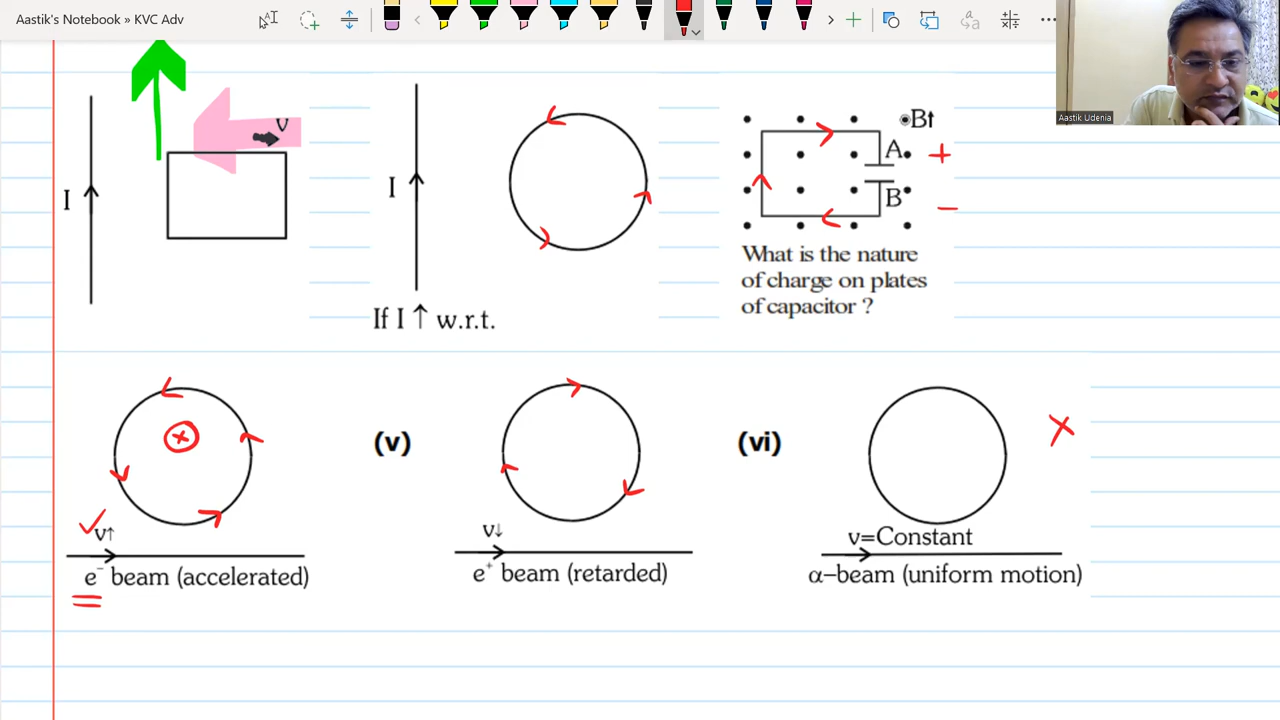 Aastik's Notebook » KVC Adv
Aastik Udenia
v
I
I
If I ↑ w.r.t.
B↑
A
+
B
−
What is the nature
of charge on plates
of capacitor ?
×
v↑
e⁻ beam (accelerated)
(v)
v↓
e⁺ beam (retarded)
(vi)
×
v=Constant
α–beam (uniform motion)